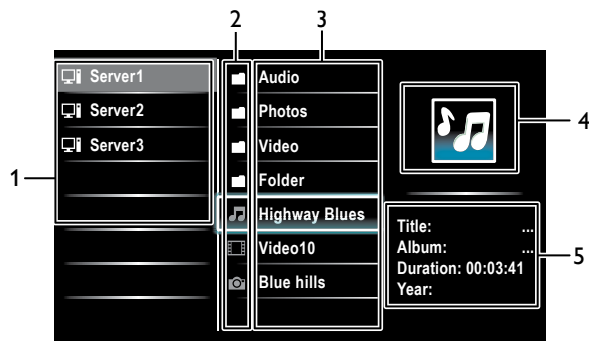 2 3
Server1
Server2
Server3
Audio
Photos
Video
Folder
Highway Blues
Video10
Blue hills
1
4
Title: ...
Album: ...
Duration: 00:03:41
Year:
5